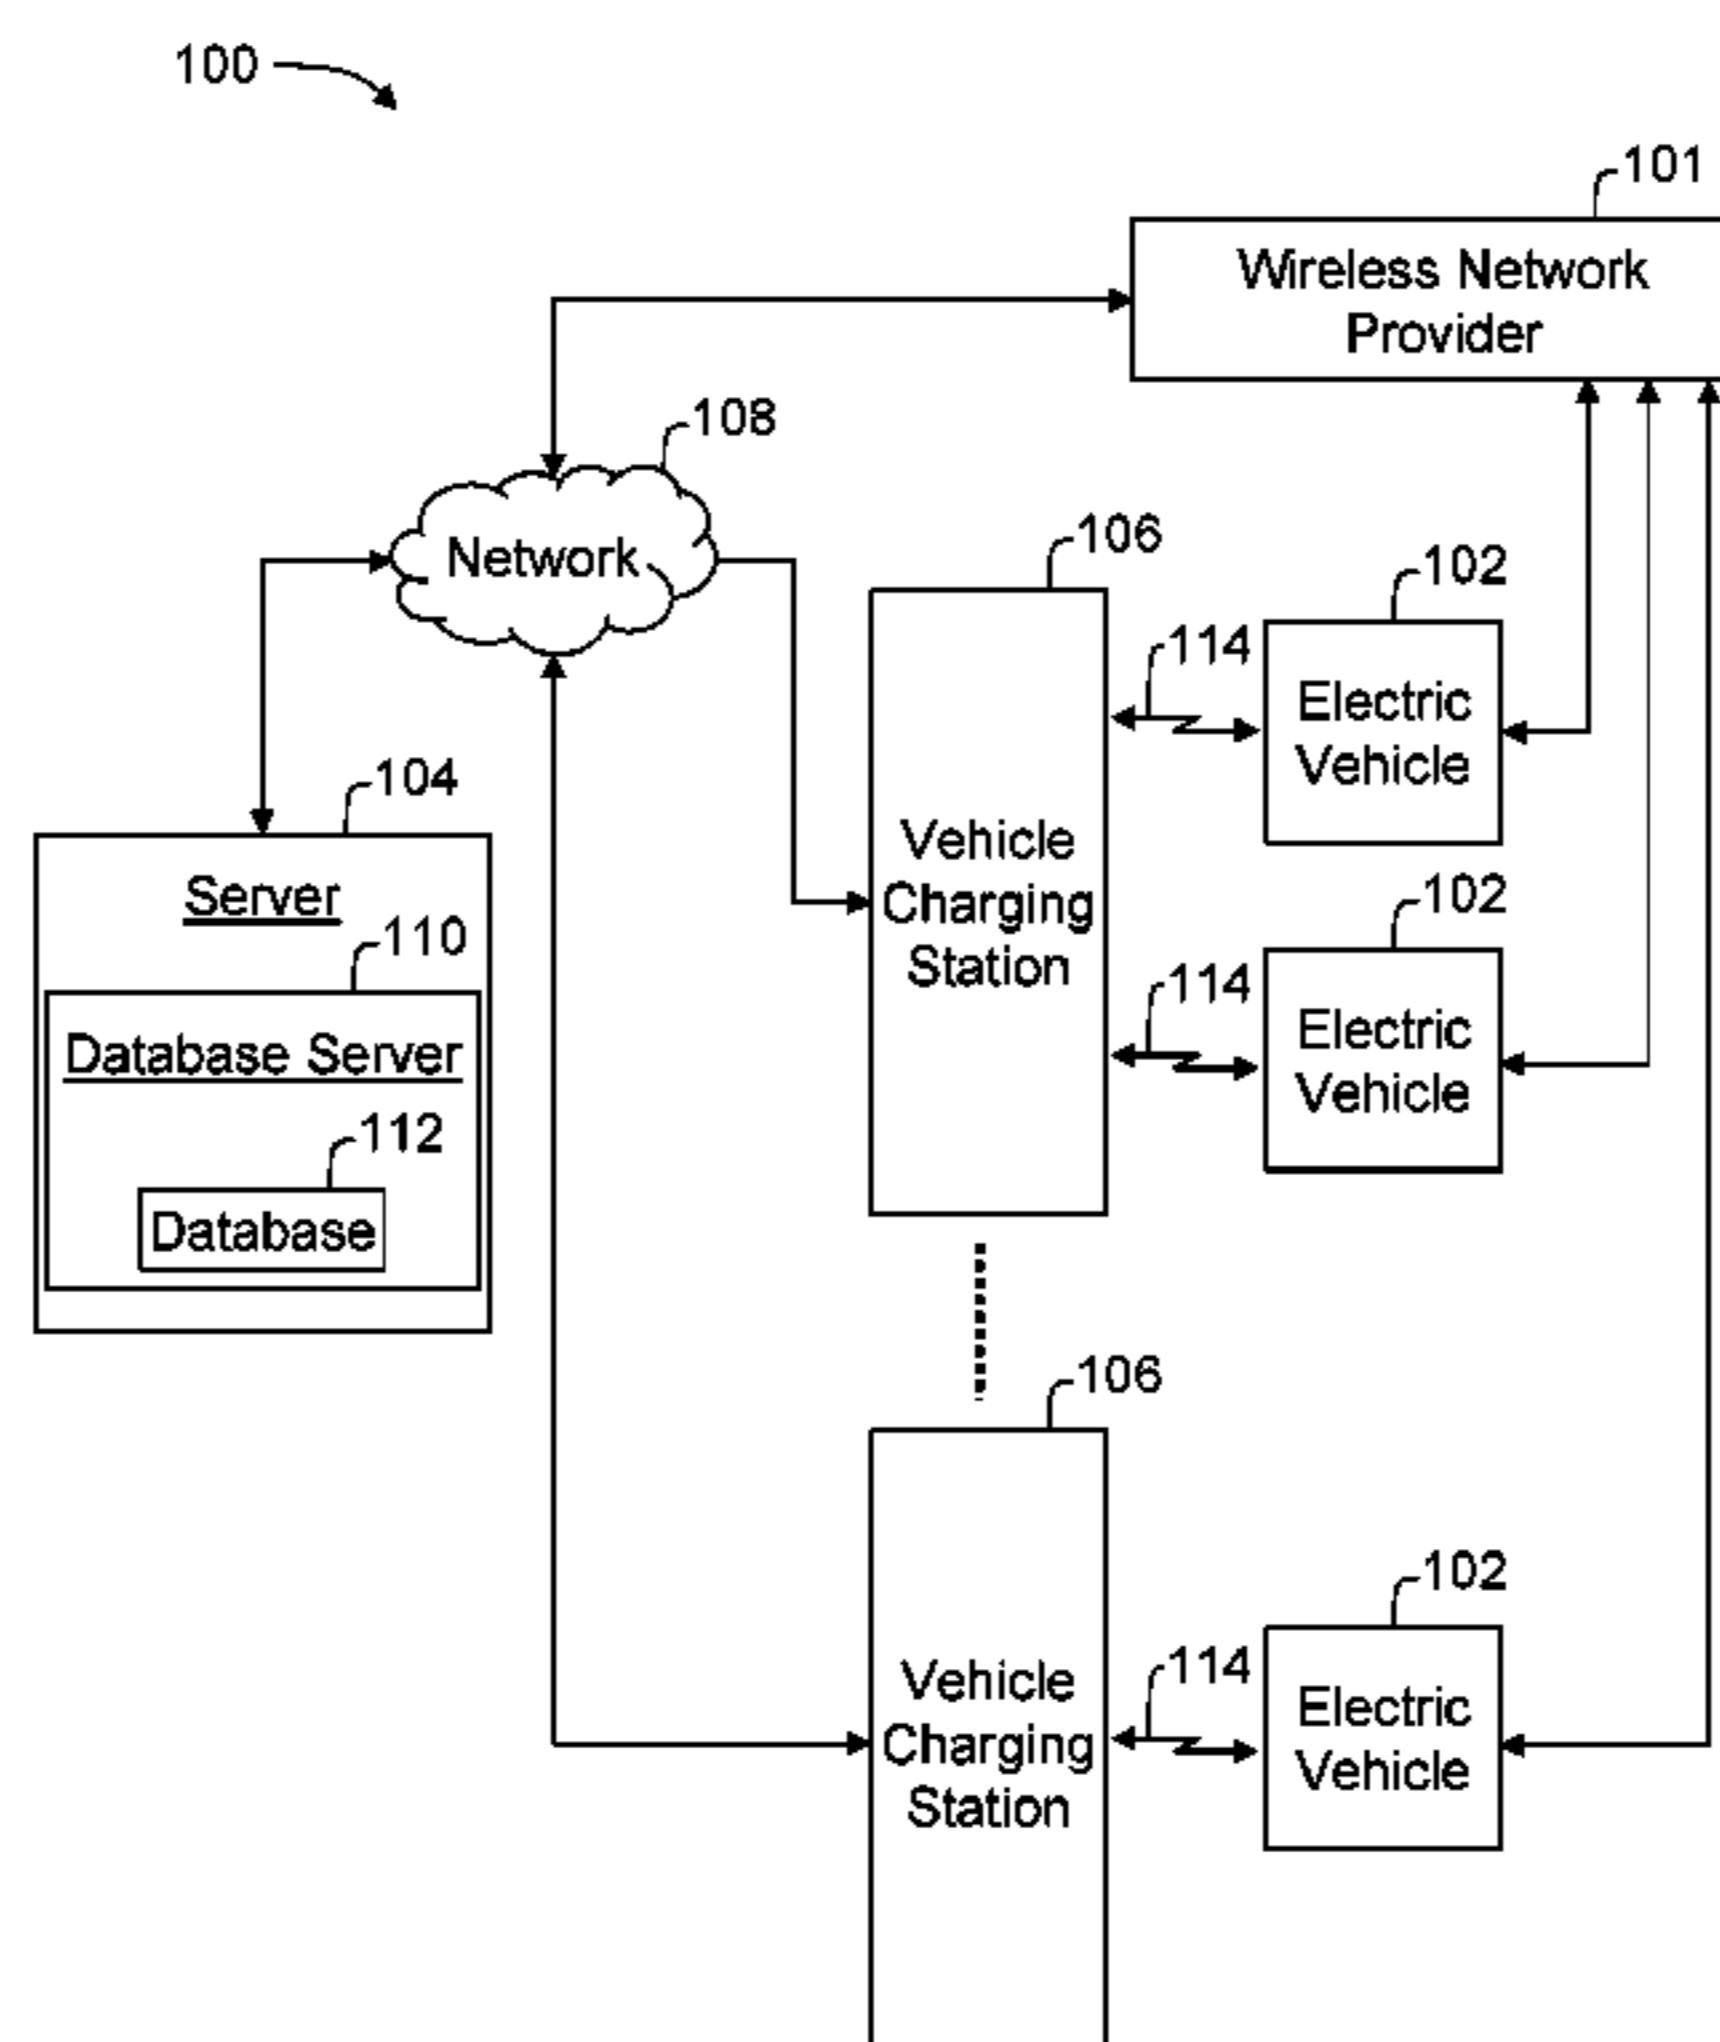 100
101
Wireless Network
Provider
108
Network
106
102
114
Electric
Vehicle
104
Vehicle
Charging
Station
Server
102
110
114
Electric
Vehicle
Database Server
112
Database
106
102
114
Vehicle
Charging
Station
Electric
Vehicle